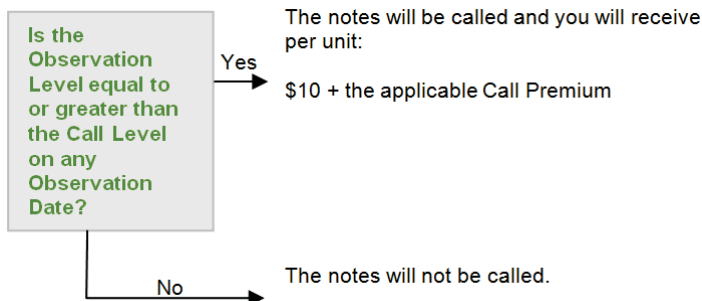 Is the
Observation
Level equal to
or greater than
the Call Level
on any
Observation
Date?
Yes
The notes will be called and you will receive
per unit:
$10 + the applicable Call Premium
No
The notes will not be called.